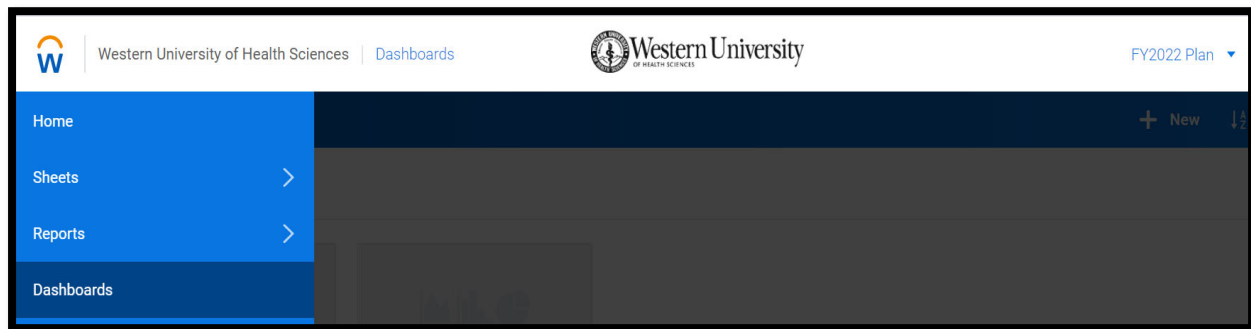 Western University of Health Sciences
Dashboards
Western University
OF HEALTH SCIENCES
FY2022 Plan
Home
+ New
A
Z
Sheets
Reports
Dashboards